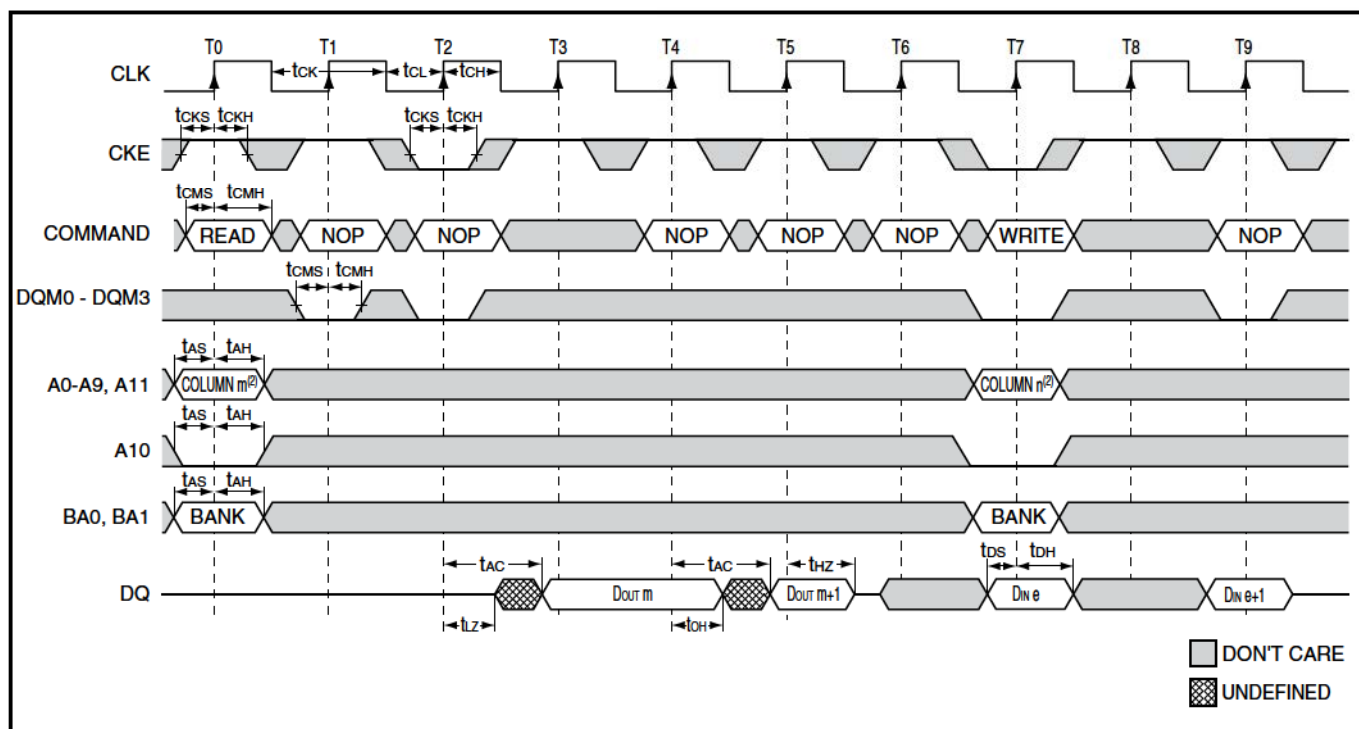 T0 T1 T2 T3 T4 T5 T6 T7 T8 T9
CLK tCK tCL tCH
tCKS tCKH tCKS tCKH
CKE
tCMS tCMH
COMMAND READ NOP NOP NOP NOP NOP WRITE NOP
tCMS tCMH
DQM0 - DQM3
tAS tAH
A0-A9, A11 COLUMN m(2) COLUMN n(2)
tAS tAH
A10
tAS tAH
BA0, BA1 BANK BANK
tAC tAC tHZ tDS tDH
DQ DOUT m DOUT m+1 DIN e DIN e+1
tLZ tOH
DON'T CARE
UNDEFINED